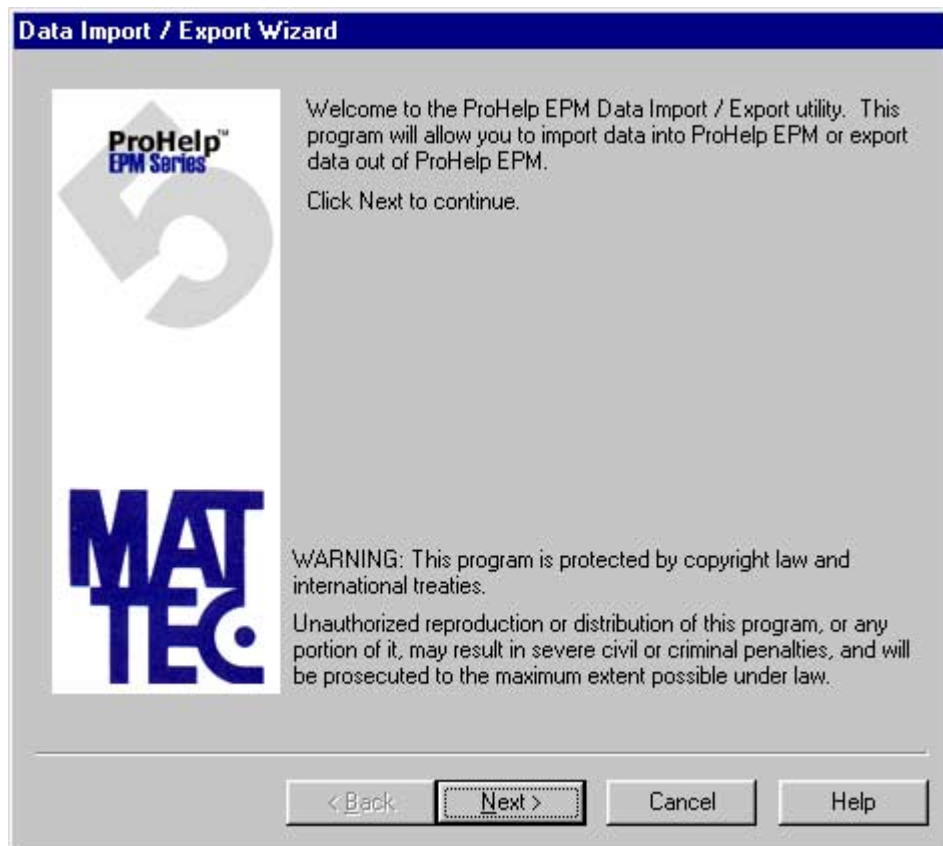 Data Import / Export Wizard
ProHelp™
EPM Series
5
Welcome to the ProHelp EPM Data Import / Export utility. This
program will allow you to import data into ProHelp EPM or export
data out of ProHelp EPM.
Click Next to continue.
MAT
TEC
WARNING: This program is protected by copyright law and
international treaties.
Unauthorized reproduction or distribution of this program, or any
portion of it, may result in severe civil or criminal penalties, and will
be prosecuted to the maximum extent possible under law.
< Back Next > Cancel Help